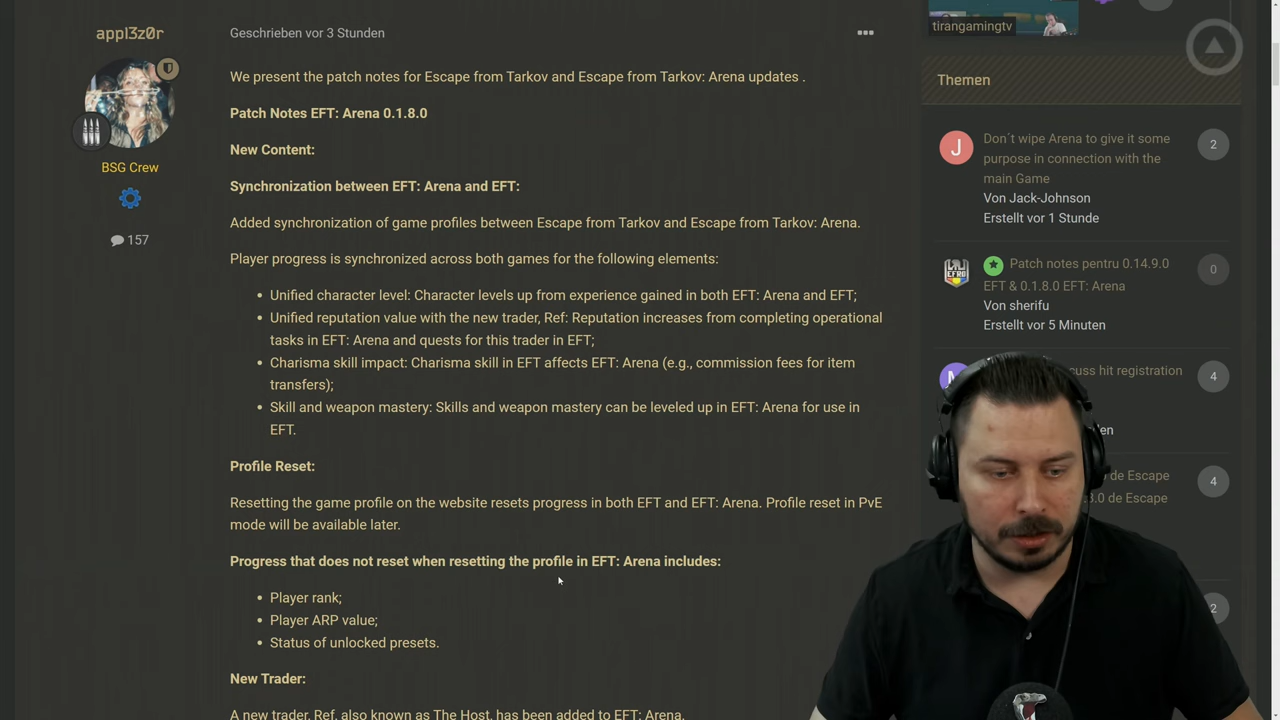 appl3z0r
Geschrieben vor 3 Stunden
BSG Crew
157
We present the patch notes for Escape from Tarkov and Escape from Tarkov: Arena updates .
Patch Notes EFT: Arena 0.1.8.0
New Content:
Synchronization between EFT: Arena and EFT:
Added synchronization of game profiles between Escape from Tarkov and Escape from Tarkov: Arena.
Player progress is synchronized across both games for the following elements:
• Unified character level: Character levels up from experience gained in both EFT: Arena and EFT;
• Unified reputation value with the new trader, Ref: Reputation increases from completing operational
tasks in EFT: Arena and quests for this trader in EFT;
• Charisma skill impact: Charisma skill in EFT affects EFT: Arena (e.g., commission fees for item
transfers);
• Skill and weapon mastery: Skills and weapon mastery can be leveled up in EFT: Arena for use in
EFT.
Profile Reset:
Resetting the game profile on the website resets progress in both EFT and EFT: Arena. Profile reset in PvE
mode will be available later.
Progress that does not reset when resetting the profile in EFT: Arena includes:
• Player rank;
• Player ARP value;
• Status of unlocked presets.
New Trader:
A new trader, Ref, also known as The Host, has been added to EFT: Arena.
tirangamingtv
Themen
J
Don´t wipe Arena to give it some
purpose in connection with the
main Game
Von Jack-Johnson
Erstellt vor 1 Stunde
2
Patch notes pentru 0.14.9.0
EFT & 0.1.8.0 EFT: Arena
Von sherifu
Erstellt vor 5 Minuten
0
cuss hit registration
4
de Escape
.0 de Escape
4
2